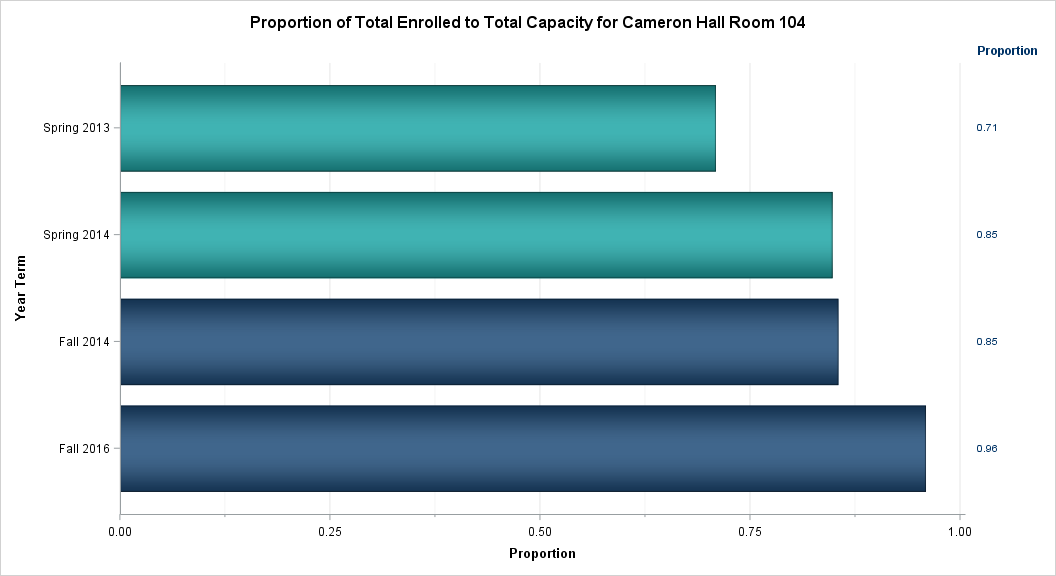 Proportion of Total Enrolled to Total Capacity for Cameron Hall Room 104
Proportion
Spring 2013
0.71
Spring 2014
0.85
Year Term
Fall 2014
0.85
Fall 2016
0.96
0.00 0.25 0.50 0.75 1.00
Proportion